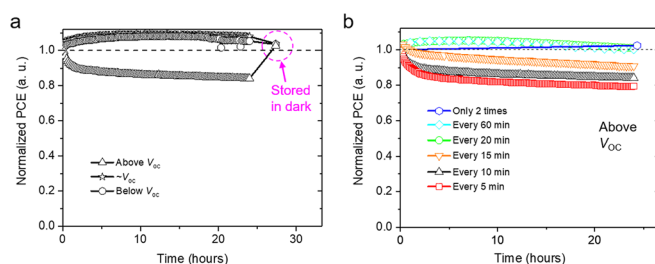 a
Normalized PCE (a. u.)
1.0
0.8
0.6
0.4
0.2
0.0
Stored
in dark
Above Voc
~Voc
Below Voc
0
10
20
30
Time (hours)
b
Normalized PCE (a. u.)
1.2
1.0
0.8
0.6
0.4
0.2
0.0
Only 2 times
Every 60 min
Every 20 min
Every 15 min
Every 10 min
Every 5 min
Above
VOC
0
10
20
Time (hours)